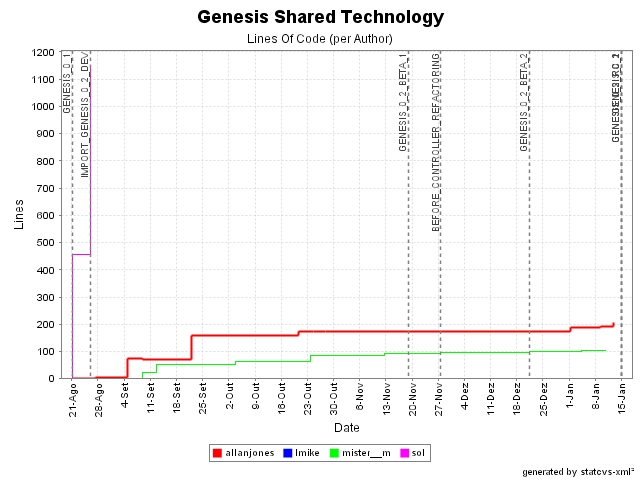 Genesis Shared Technology
Lines Of Code (per Author)
1200
1100
1000
900
800
700
600
500
400
300
200
100
0
Lines
GENESIS_0_1
IMPORT_GENESIS_0_2_DEV
GENESIS_0_2_BETA_1
BEFORE_CONTROLLER_REFACTORING
GENESIS_0_2_BETA_2
21-Ago
28-Ago
4-Set
11-Set
18-Set
25-Set
2-Out
9-Out
16-Out
23-Out
30-Out
6-Nov
13-Nov
20-Nov
27-Nov
4-Dez
11-Dez
18-Dez
25-Dez
1-Jan
8-Jan
15-Jan
Date
allanjones lmike mister__m sol
generated by statcvs-xml²